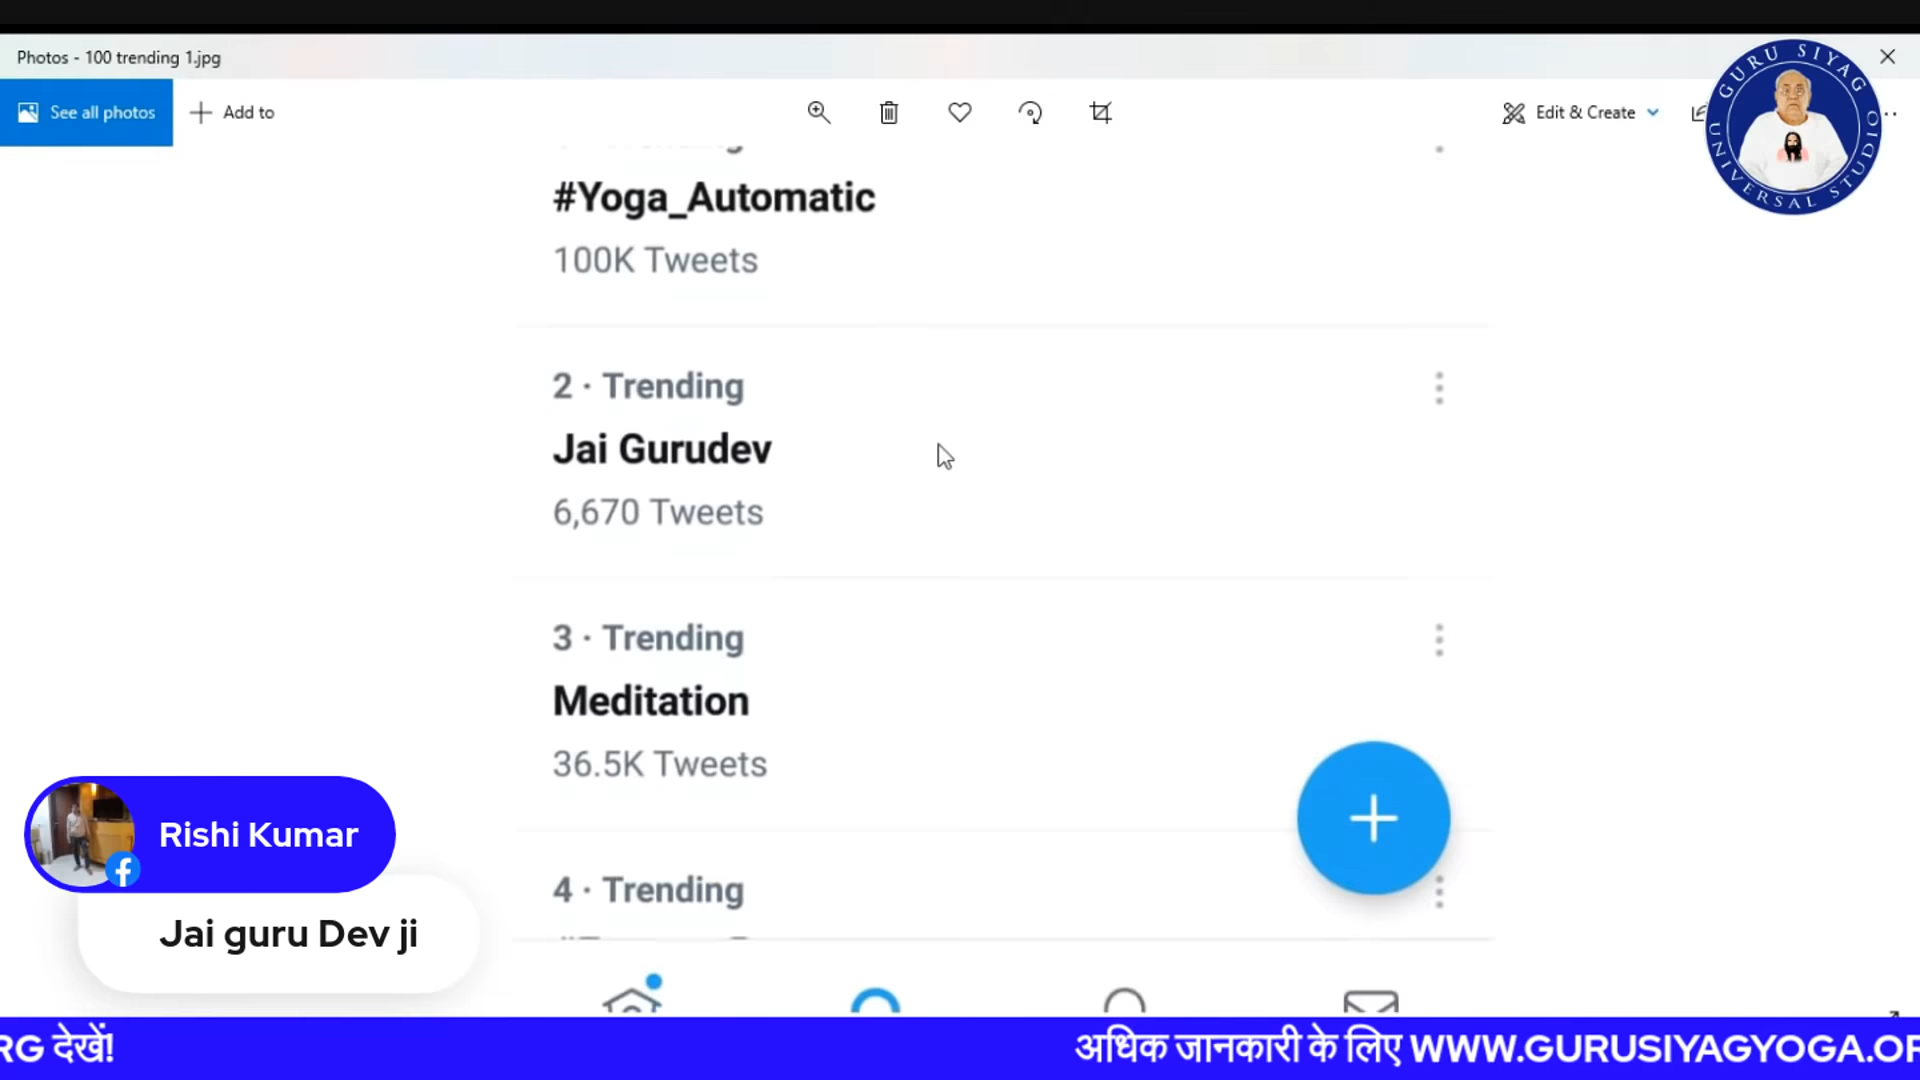 Photos - 100 trending 1.jpg
See all photos
Add to
Edit & Create
GURU SIYAG
UNIVERSAL STUDIO
#Yoga_Automatic
100K Tweets
2 · Trending
Jai Gurudev
6,670 Tweets
3 · Trending
Meditation
36.5K Tweets
4 · Trending
Rishi Kumar
Jai guru Dev ji
RG देखें!
अधिक जानकारी के लिए WWW.GURUSIYAGYOGA.OR